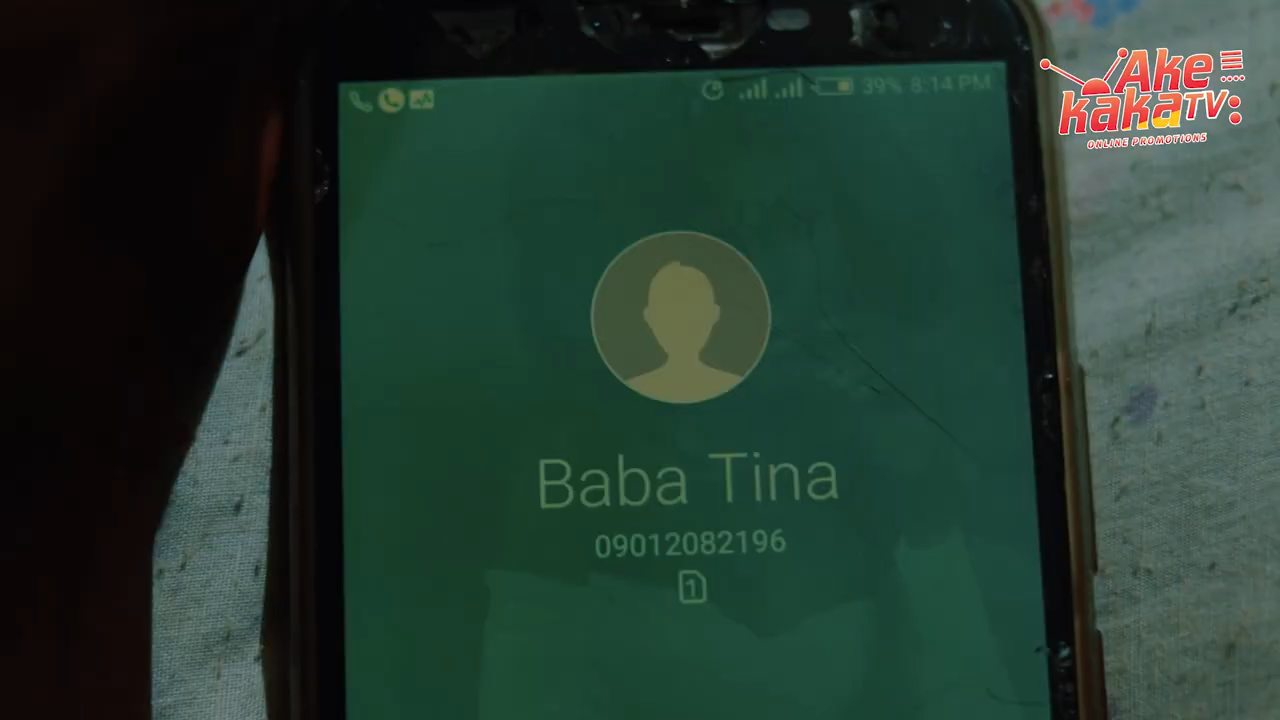 39% 8:14 PM
Ake
kaka TV
ONLINE PROMOTIONS
Baba Tina
09012082196
1